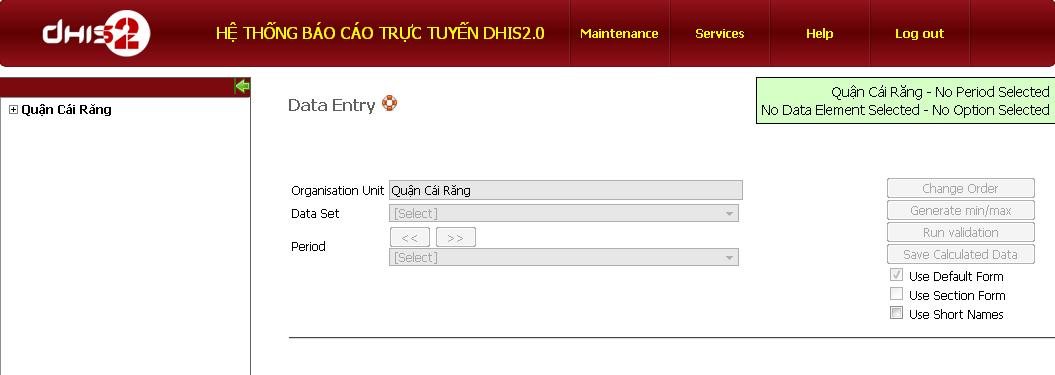 dHIS2
HỆ THỐNG BÁO CÁO TRỰC TUYẾN DHIS2.0
Maintenance
Services
Help
Log out
Quận Cái Răng
Data Entry
Quận Cái Răng - No Period Selected
No Data Element Selected - No Option Selected
Organisation Unit
Quận Cái Răng
Data Set
[Select]
Period
<< >>
[Select]
Change Order
Generate min/max
Run validation
Save Calculated Data
Use Default Form
Use Section Form
Use Short Names